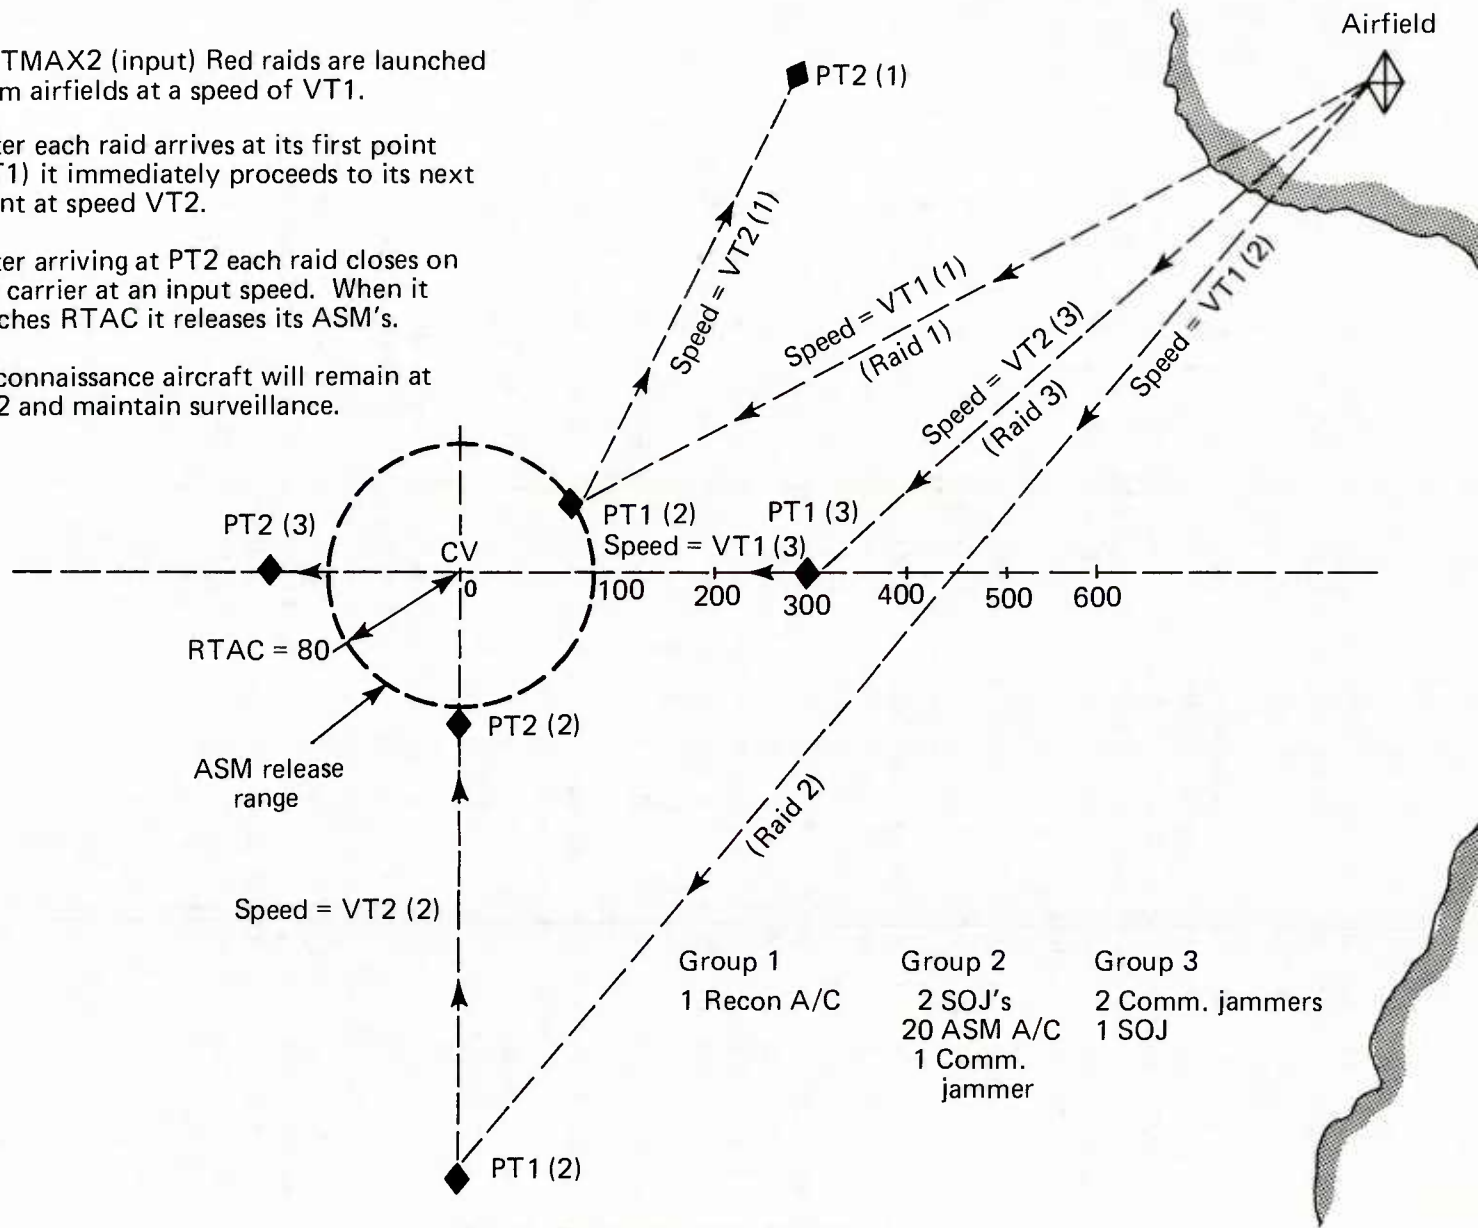 TMAX2 (input) Red raids are launched
m airfields at a speed of VT1.
ter each raid arrives at its first point
T1) it immediately proceeds to its next
nt at speed VT2.
ter arriving at PT2 each raid closes on
carrier at an input speed. When it
ches RTAC it releases its ASM's.
connaissance aircraft will remain at
2 and maintain surveillance.
Airfield
PT2 (1)
Speed = VT2 (1)
Speed = VT1 (1)
(Raid 1)
Speed = VT2 (3)
(Raid 3)
Speed = VT1 (2)
PT2 (3)
CV
PT1 (2)
Speed = VT1 (3)
PT1 (3)
0
100
200
300
400
500
600
RTAC = 80
ASM release
range
PT2 (2)
(Raid 2)
Speed = VT2 (2)
PT1 (2)
Group 1
1 Recon A/C
Group 2
2 SOJ's
20 ASM A/C
1 Comm.
jammer
Group 3
2 Comm. jammers
1 SOJ